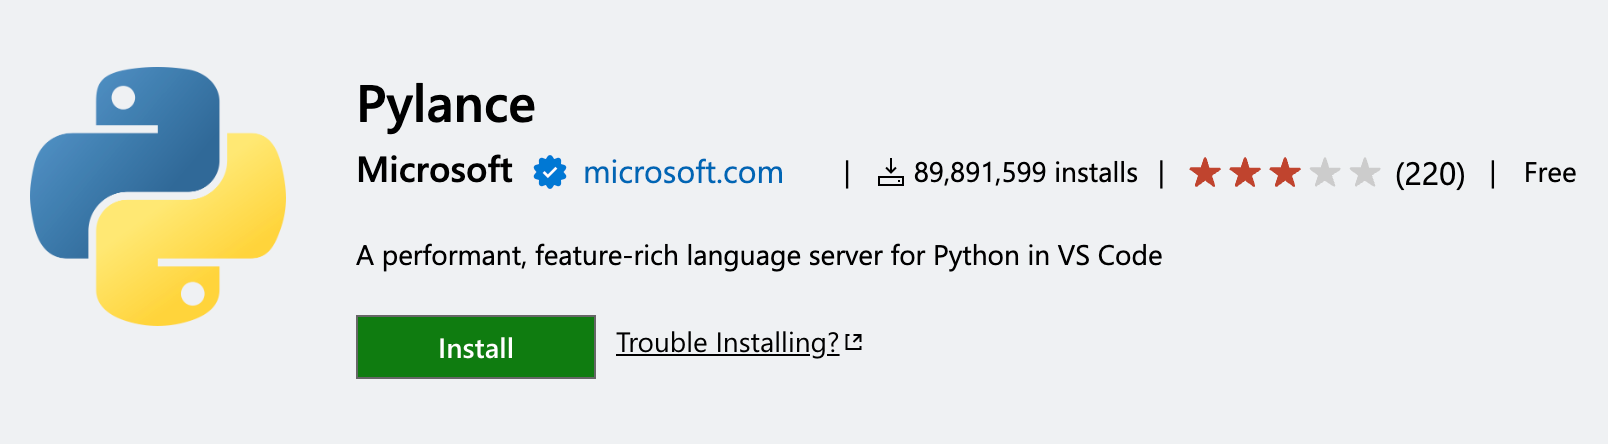 Pylance
Microsoft microsoft.com | 89,891,599 installs | (220) | Free
A performant, feature-rich language server for Python in VS Code
Install Trouble Installing?